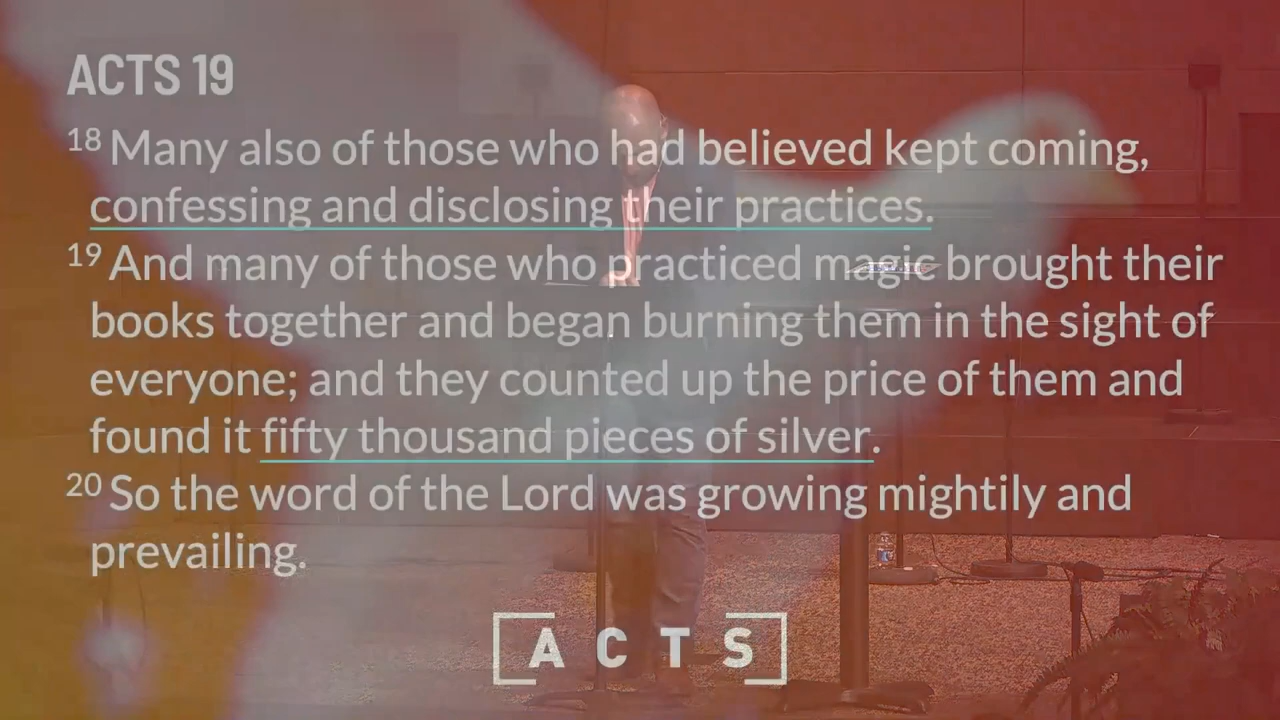 ACTS 19
18 Many also of those who had believed kept coming,
confessing and disclosing their practices.
19 And many of those who practiced magic brought their
books together and began burning them in the sight of
everyone; and they counted up the price of them and
found it fifty thousand pieces of silver.
20 So the word of the Lord was growing mightily and
prevailing.
ACTS